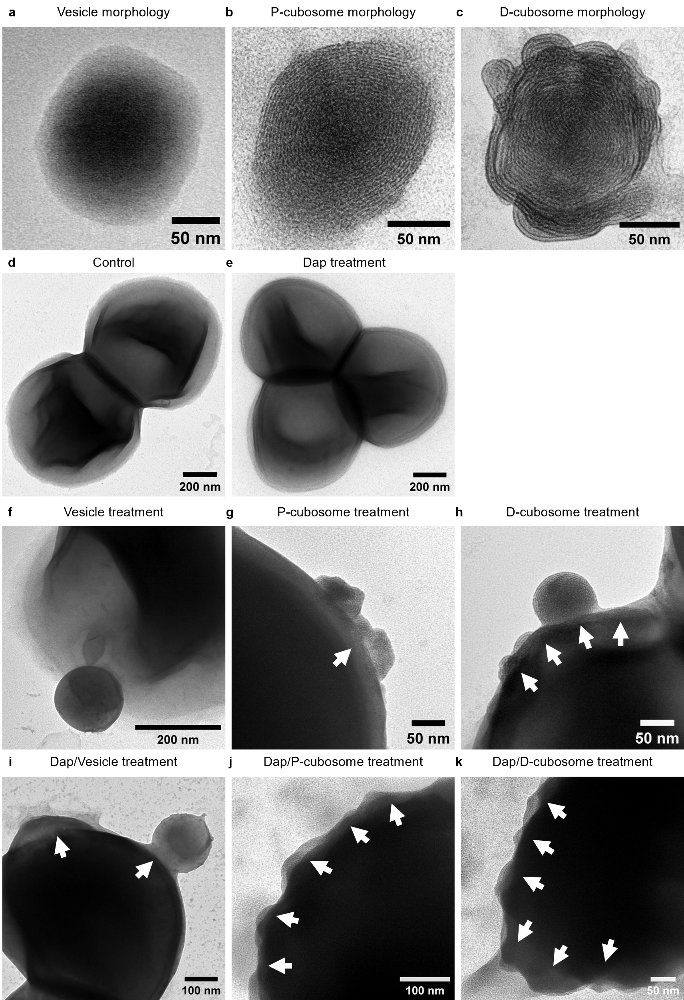 a Vesicle morphology
b P-cubosome morphology
c D-cubosome morphology
50 nm
50 nm
50 nm
d Control
e Dap treatment
200 nm
200 nm
f Vesicle treatment
g P-cubosome treatment
h D-cubosome treatment
200 nm
50 nm
50 nm
i Dap/Vesicle treatment
j Dap/P-cubosome treatment
k Dap/D-cubosome treatment
100 nm
100 nm
50 nm